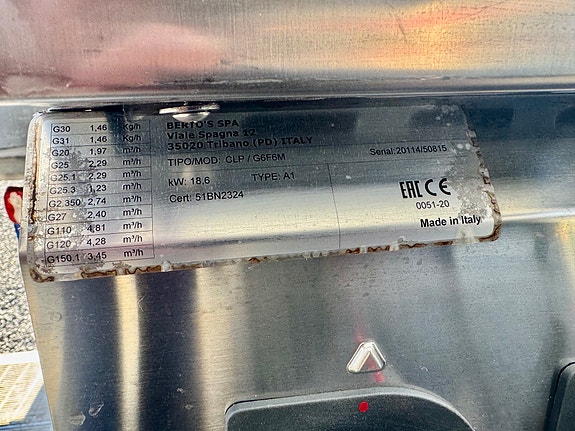 G30 1,46 Kg/h
G31 1,46 Kg/h
G20 1,97 m³/h
G25 2,29 m³/h
G25.1 2,29 m³/h
G25.3 1,23 m³/h
G2.350 2,74 m³/h
G27 2,40 m³/h
G110 4,81 m³/h
G120 4,28 m³/h
G150.1 3,45 m³/h
BERTO'S SPA
Viale Spagna 12
35020 Tribano (PD) ITALY
TIPO/MOD: CLP / G6F6M Serial: 20114/50815
kW: 18,6 TYPE: A1
Cert: 51BN2324
EAC CE
0051-20
Made in Italy